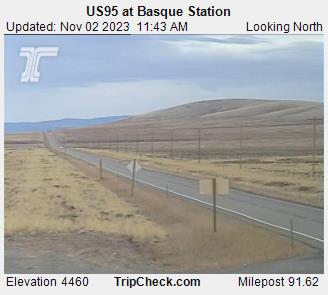 US95 at Basque Station
Updated: Nov 02 2023 11:43 AM Looking North
Elevation 4460 TripCheck.com Milepost 91.62